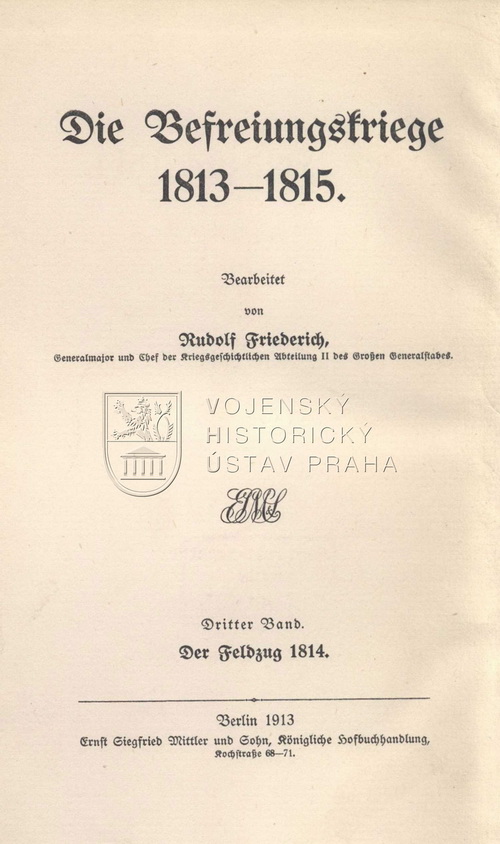 Die Befreiungskriege
1813—1815.
Bearbeitet
von
Rudolf Friederich,
Generalmajor und Chef der Kriegsgeschichtlichen Abteilung II des Großen Generalstabes.
VOJENSKÝ
HISTORICKÝ
ÚSTAV PRAHA
Dritter Band.
Der Feldzug 1814.
Berlin 1913
Ernst Siegfried Mittler und Sohn, Königliche Hofbuchhandlung,
Kochstraße 68—71.